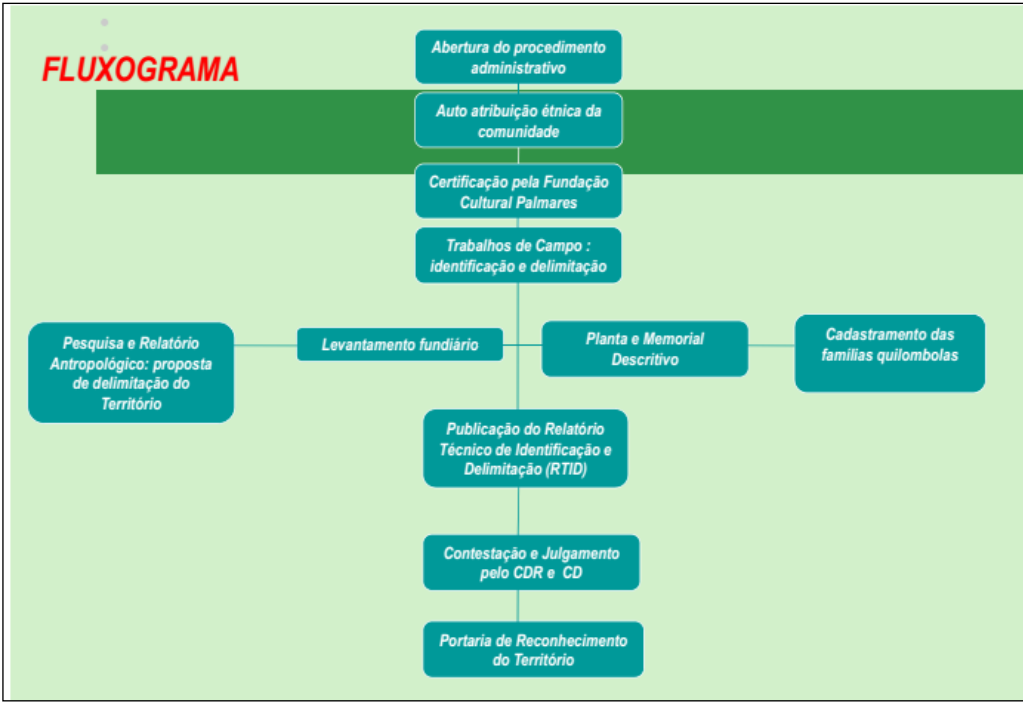 FLUXOGRAMA
Abertura do procedimento
administrativo
Auto atribuição étnica da
comunidade
Certificação pela Fundação
Cultural Palmares
Trabalhos de Campo :
identificação e delimitação
Pesquisa e Relatório
Antropológico: proposta
de delimitação do
Território
Levantamento fundiário
Planta e Memorial
Descritivo
Cadastramento das
famílias quilombolas
Publicação do Relatório
Técnico de Identificação e
Delimitação (RTID)
Contestação e Julgamento
pelo CDR e CD
Portaria de Reconhecimento
do Território